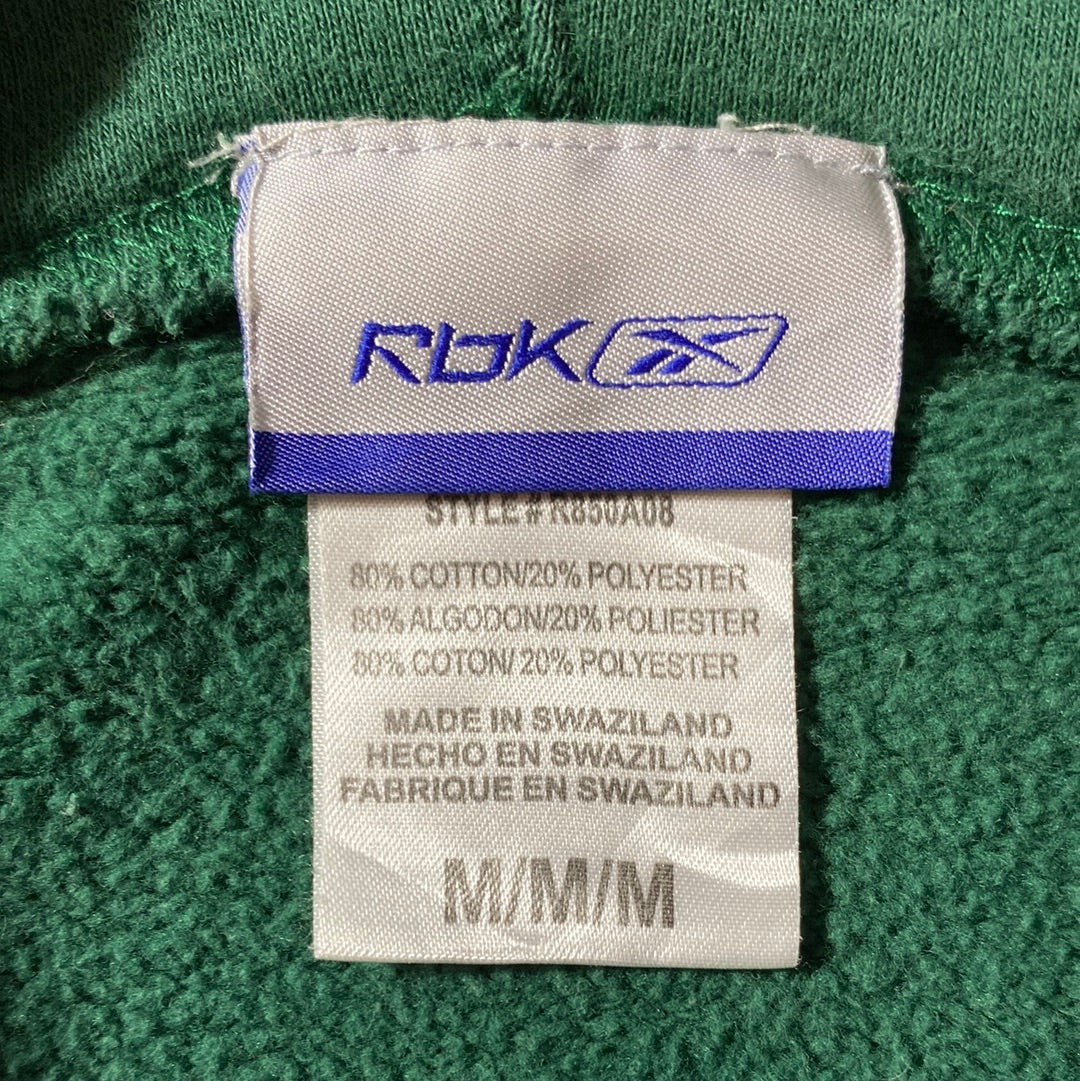 Rbk
STYLE # R850A08
80% COTTON/20% POLYESTER
80% ALGODON/20% POLIESTER
80% COTON/ 20% POLYESTER
MADE IN SWAZILAND
HECHO EN SWAZILAND
FABRIQUE EN SWAZILAND
M/M/M